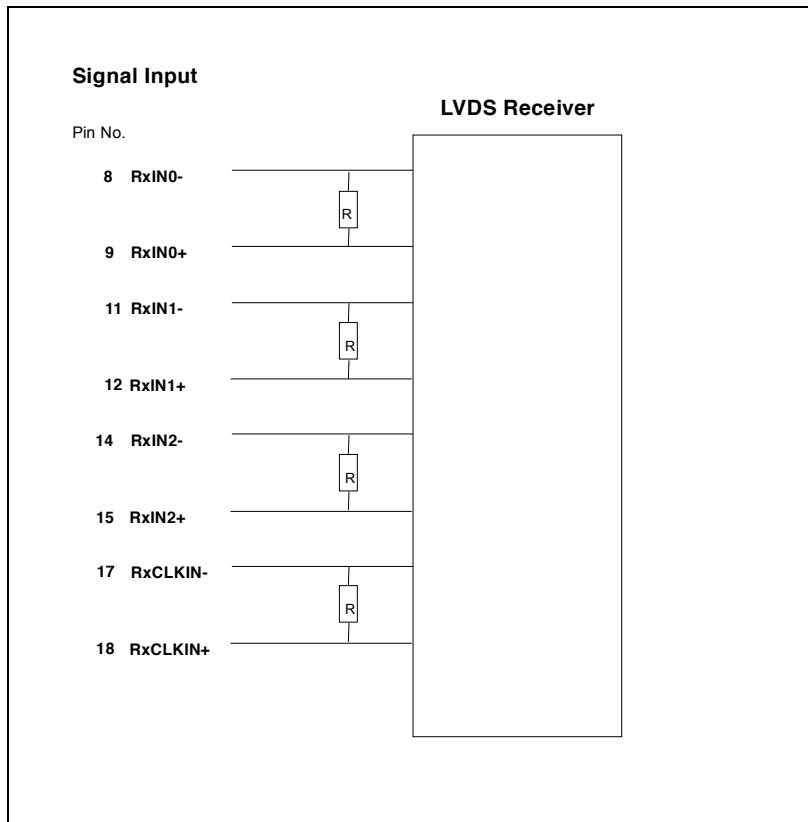 Signal Input
LVDS Receiver
Pin No.
8 RxIN0-
R
9 RxIN0+
11 RxIN1-
R
12 RxIN1+
14 RxIN2-
R
15 RxIN2+
17 RxCLKIN-
R
18 RxCLKIN+